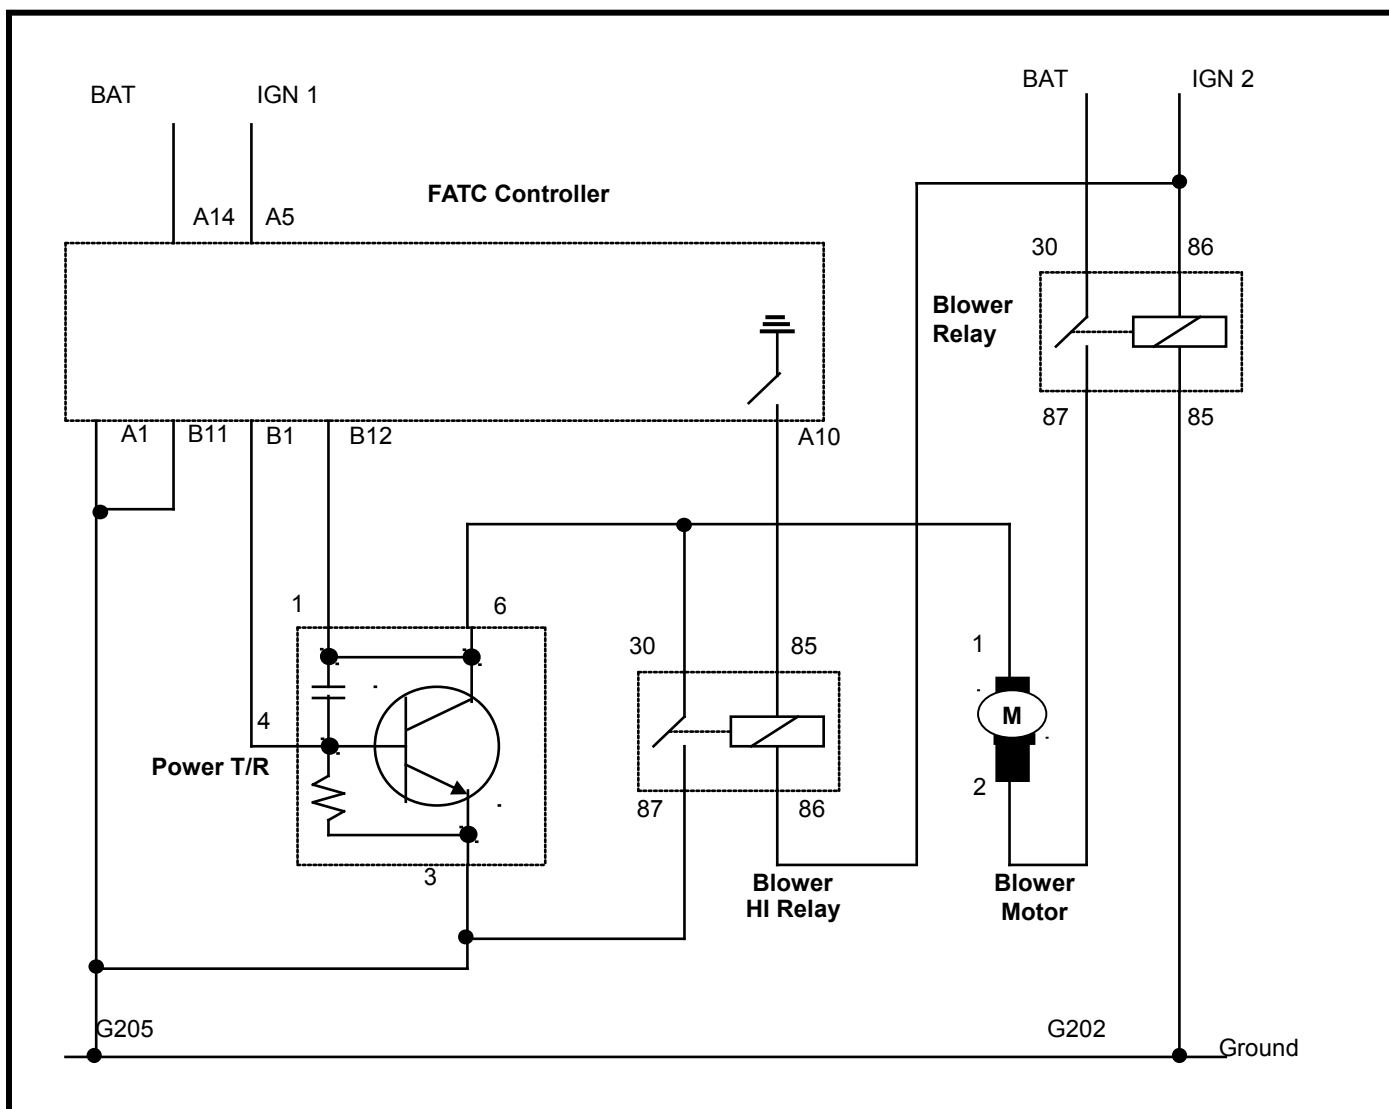 BAT
IGN 1
BAT
IGN 2
FATC Controller
A14
A5
30
86
Blower
Relay
87
85
A1
B11
B1
B12
A10
1
6
30
85
1
4
M
Power T/R
2
87
86
3
Blower
HI Relay
Blower
Motor
G205
G202
Ground